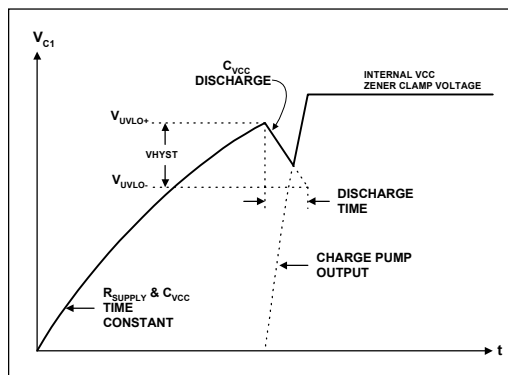 V_C1
C_VCC
DISCHARGE
INTERNAL VCC
ZENER CLAMP VOLTAGE
V_UVLO+
VHYST
V_UVLO-
DISCHARGE
TIME
CHARGE PUMP
OUTPUT
R_SUPPLY & C_VCC
TIME
CONSTANT
t